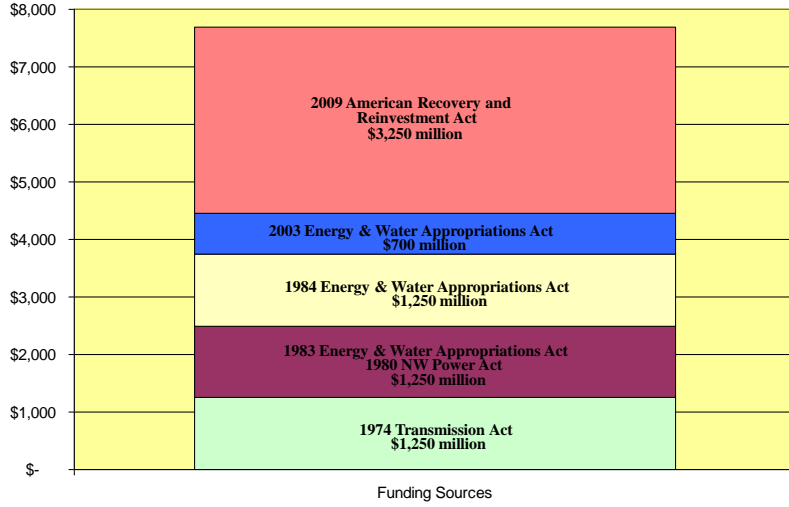 $8,000
$7,000
$6,000
$5,000
$4,000
$3,000
$2,000
$1,000
$-
2009 American Recovery and
Reinvestment Act
$3,250 million
2003 Energy & Water Appropriations Act
$700 million
1984 Energy & Water Appropriations Act
$1,250 million
1983 Energy & Water Appropriations Act
1980 NW Power Act
$1,250 million
1974 Transmission Act
$1,250 million
Funding Sources